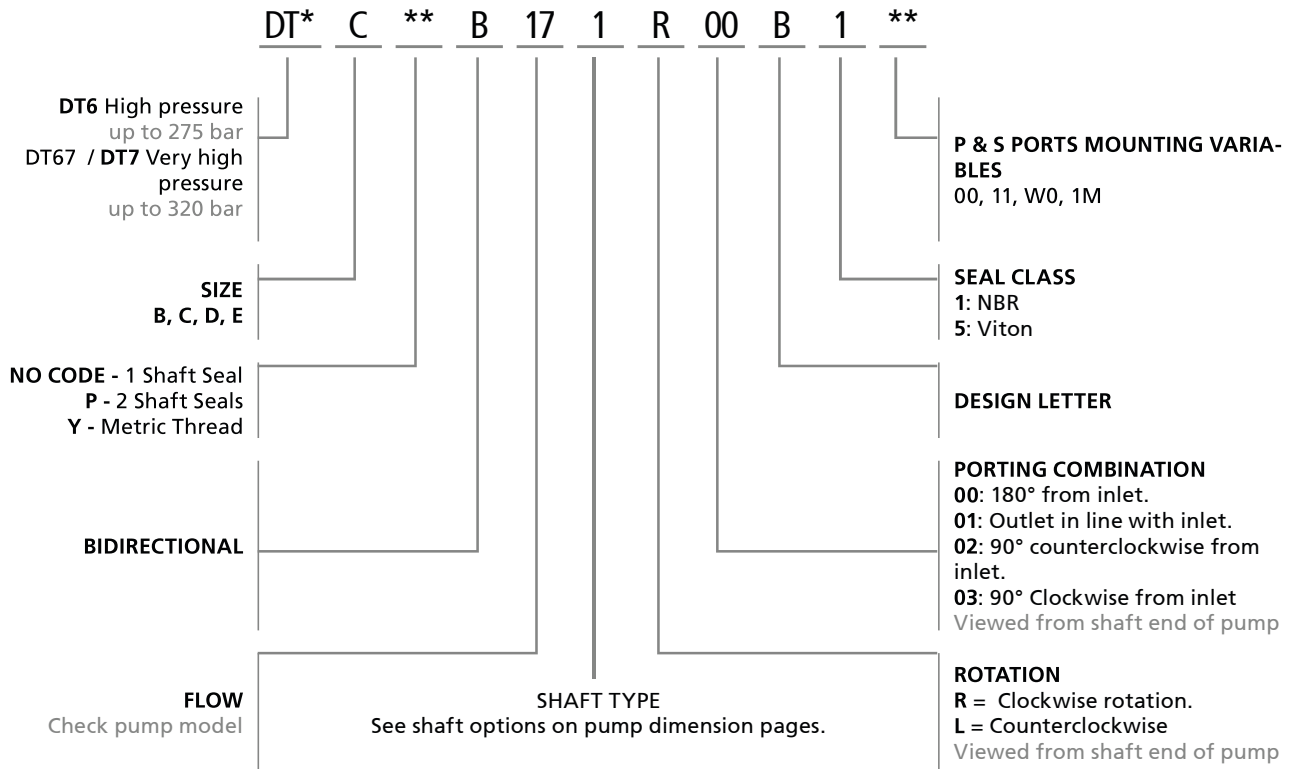 DT* C ** B 17 1 R 00 B 1 **
DT6 High pressure
up to 275 bar
DT67 / DT7 Very high
pressure
up to 320 bar
SIZE
B, C, D, E
NO CODE - 1 Shaft Seal
P - 2 Shaft Seals
Y - Metric Thread
BIDIRECTIONAL
FLOW
Check pump model
SHAFT TYPE
See shaft options on pump dimension pages.
P & S PORTS MOUNTING VARIA-
BLES
00, 11, W0, 1M
SEAL CLASS
1: NBR
5: Viton
DESIGN LETTER
PORTING COMBINATION
00: 180° from inlet.
01: Outlet in line with inlet.
02: 90° counterclockwise from
inlet.
03: 90° Clockwise from inlet
Viewed from shaft end of pump
ROTATION
R = Clockwise rotation.
L = Counterclockwise
Viewed from shaft end of pump